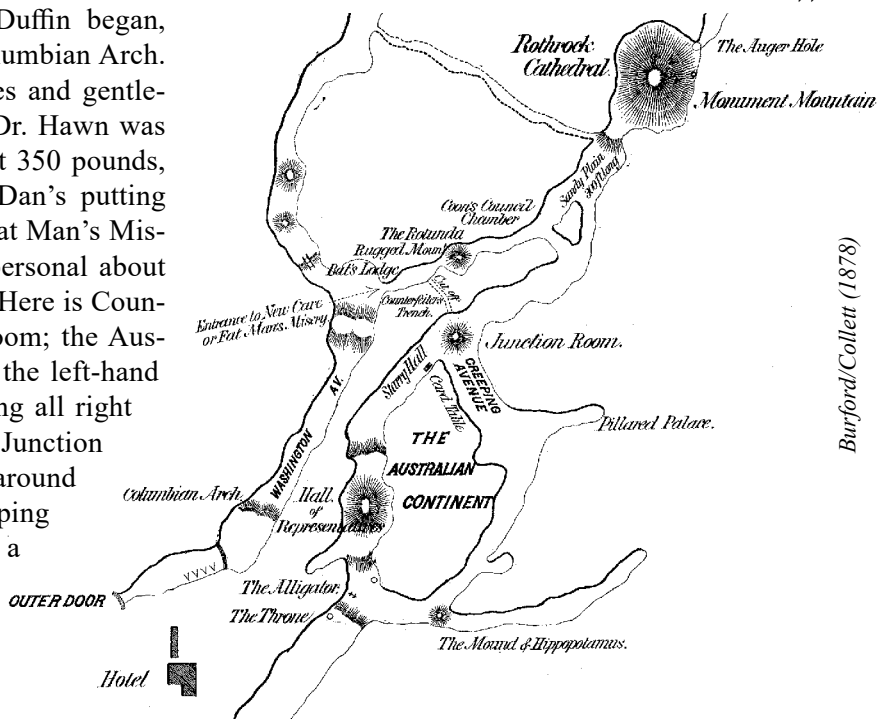 Duffin began,
umbian Arch.
es and gentle-
Dr. Hawn was
t 350 pounds,
Dan's putting
at Man's Mis-
ersonal about
Here is Coun-
oom; the Aus-
the left-hand
ng all right
Junction
around
ping
a
Rothrock
Cathedral.
The Auger Hole
Monument Mountain
Sandy Plain
Coon's Council
Chamber
The Rotunda
Rugged Mount
Pat's Lodge
Cut off
Counterfeiters
Trench.
Entrance to New Cave
or Fat Mans. Misery
Junction Room.
Starry Hall
Card Table
CREEPING
AVENUE
Pillared Palace.
WASHINGTON
AV.
THE
AUSTRALIAN
CONTINENT
Columbian Arch.
Hall.
of
Representatives
OUTER DOOR
The Alligator.
The Throne
The Mound & Hippopotamus.
Hotel
Burford/Collett (1878)